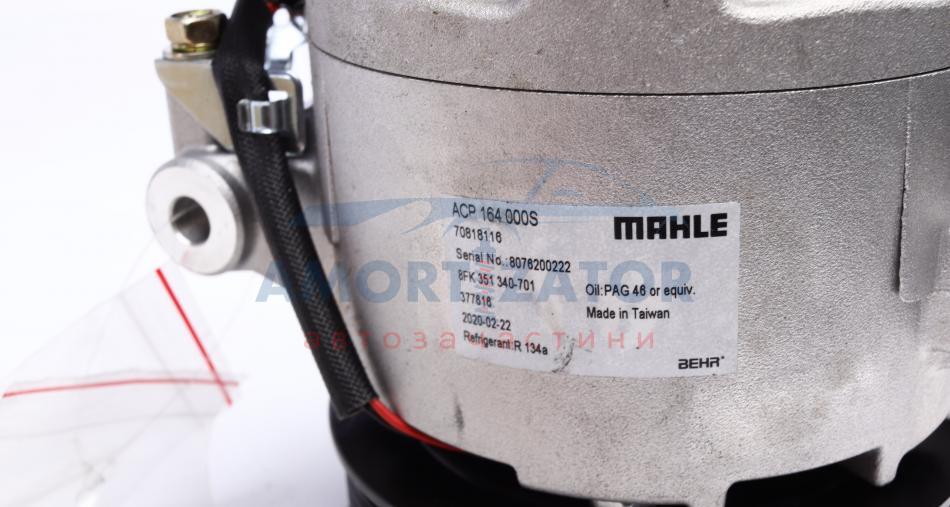 ACP 164 000S
70818116
Serial No.:8076200222
8FK 351 340-701
377616
2020-02-22
Refrigerant:R 134a
MAHLE
Oil:PAG 46 or equiv.
Made in Taiwan
BEHR
AMORTIZATOR
автозапчастини